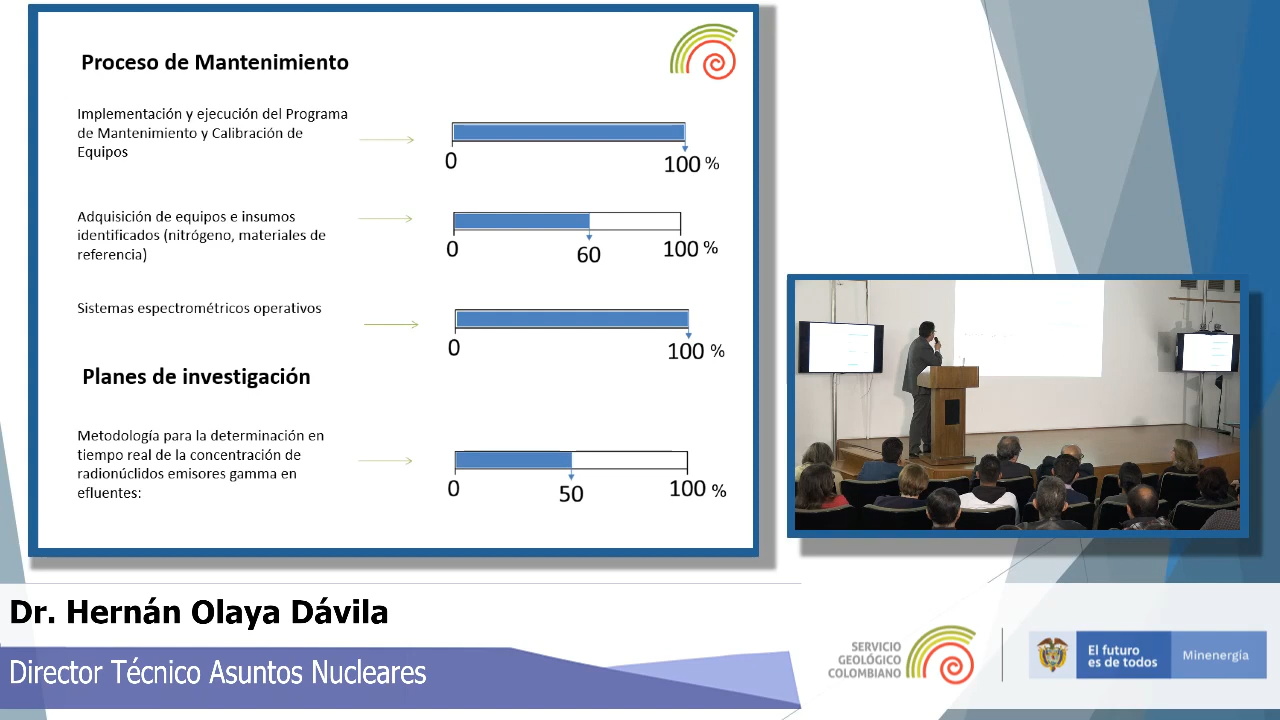 Proceso de Mantenimiento
Implementación y ejecución del Programa
de Mantenimiento y Calibración de
Equipos
0
100 %
Adquisición de equipos e insumos
identificados (nitrógeno, materiales de
referencia)
0
60
100 %
Sistemas espectrométricos operativos
0
100 %
Planes de investigación
Metodología para la determinación en
tiempo real de la concentración de
radionúclidos emisores gamma en
efluentes:
0
50
100 %
Dr. Hernán Olaya Dávila
Director Técnico Asuntos Nucleares
SERVICIO
GEOLÓGICO
COLOMBIANO
El futuro
es de todos
Minenergía